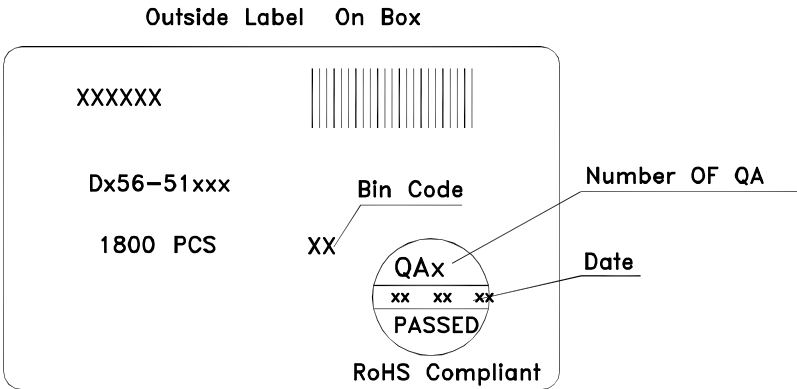 Outside Label On Box
XXXXXX
Dx56-51xxx
Bin Code
Number OF QA
1800 PCS
XX
QAx
Date
xx xx xx
PASSED
RoHS Compliant